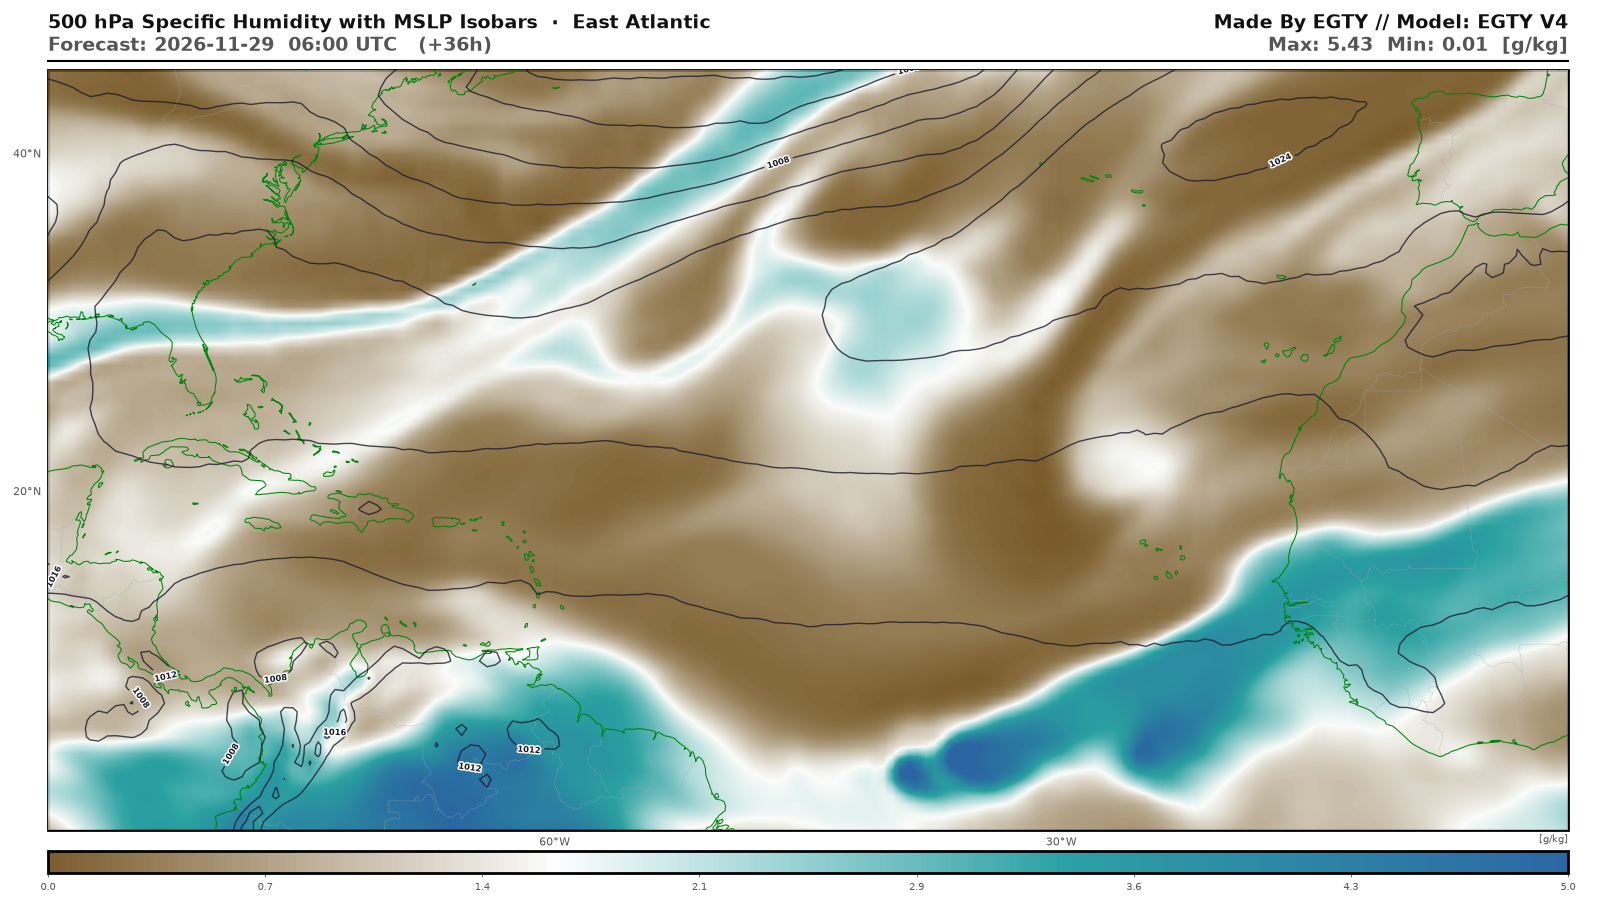 500 hPa Specific Humidity with MSLP Isobars · East Atlantic
Made By EGTY // Model: EGTY V4
Forecast: 2026-11-29 06:00 UTC (+36h)
Max: 5.43 Min: 0.01 [g/kg]
40°N
1008
1024
20°N
1016
1012
1008
1008
1008
1016
1012
1012
60°W
30°W
[g/kg]
0.0 0.7 1.4 2.1 2.9 3.6 4.3 5.0